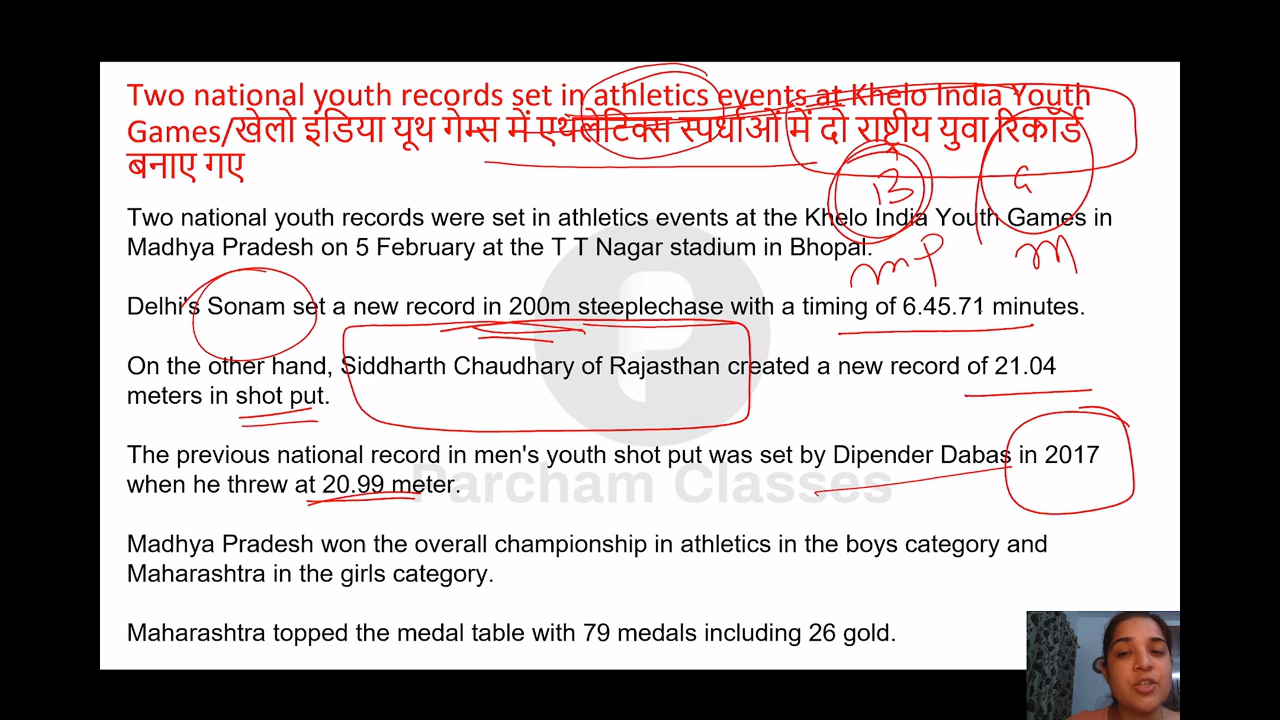 Two national youth records set in athletics events at Khelo India Youth
Games/खेलो इंडिया यूथ गेम्स में एथलेटिक्स स्पर्धाओं में दो राष्ट्रीय युवा रिकॉर्ड
बनाए गए
B
G
Two national youth records were set in athletics events at the Khelo India Youth Games in
Madhya Pradesh on 5 February at the T T Nagar stadium in Bhopal.
MP
M
Delhi's Sonam set a new record in 200m steeplechase with a timing of 6.45.71 minutes.
On the other hand, Siddharth Chaudhary of Rajasthan created a new record of 21.04
meters in shot put.
The previous national record in men's youth shot put was set by Dipender Dabas in 2017
when he threw at 20.99 meter.
Parcham Classes
Madhya Pradesh won the overall championship in athletics in the boys category and
Maharashtra in the girls category.
Maharashtra topped the medal table with 79 medals including 26 gold.